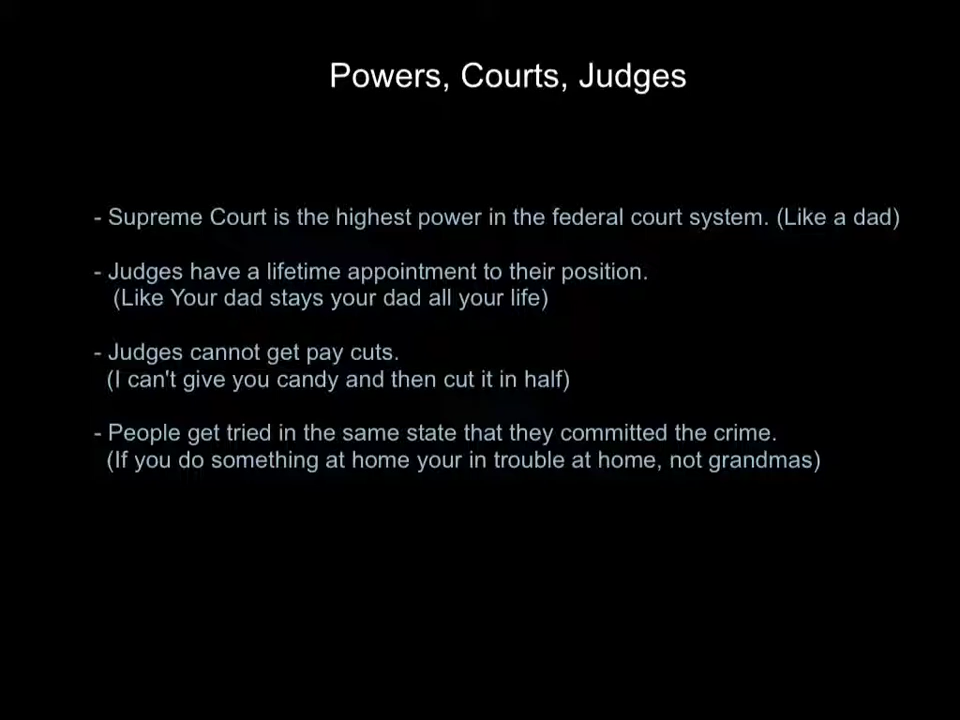 Powers, Courts, Judges
- Supreme Court is the highest power in the federal court system. (Like a dad)
- Judges have a lifetime appointment to their position.
(Like Your dad stays your dad all your life)
- Judges cannot get pay cuts.
(I can't give you candy and then cut it in half)
- People get tried in the same state that they committed the crime.
(If you do something at home your in trouble at home, not grandmas)